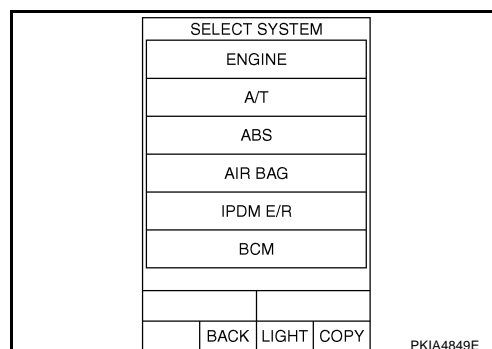 SELECT SYSTEM
ENGINE
A/T
ABS
AIR BAG
IPDM E/R
BCM
BACK LIGHT COPY
PKIA4849E